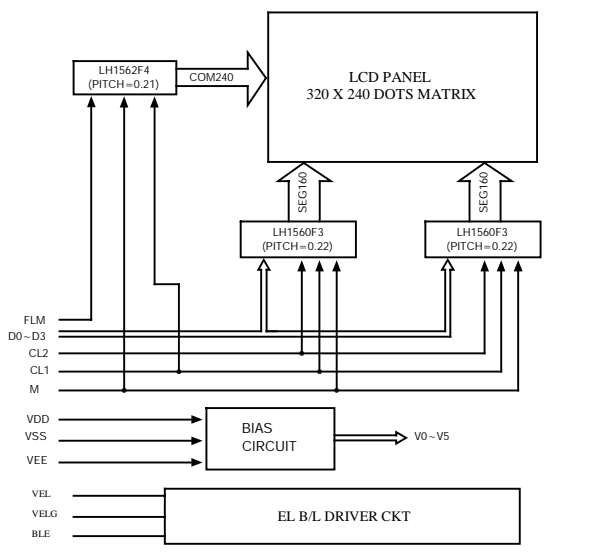 LH1562F4
(PITCH=0.21)
COM240
LCD PANEL
320 X 240 DOTS MATRIX
SEG160
SEG160
LH1560F3
(PITCH=0.22)
LH1560F3
(PITCH=0.22)
FLM
D0~D3
CL2
CL1
M
VDD
VSS
VEE
BIAS
CIRCUIT
V0~V5
VEL
VELG
BLE
EL B/L DRIVER CKT